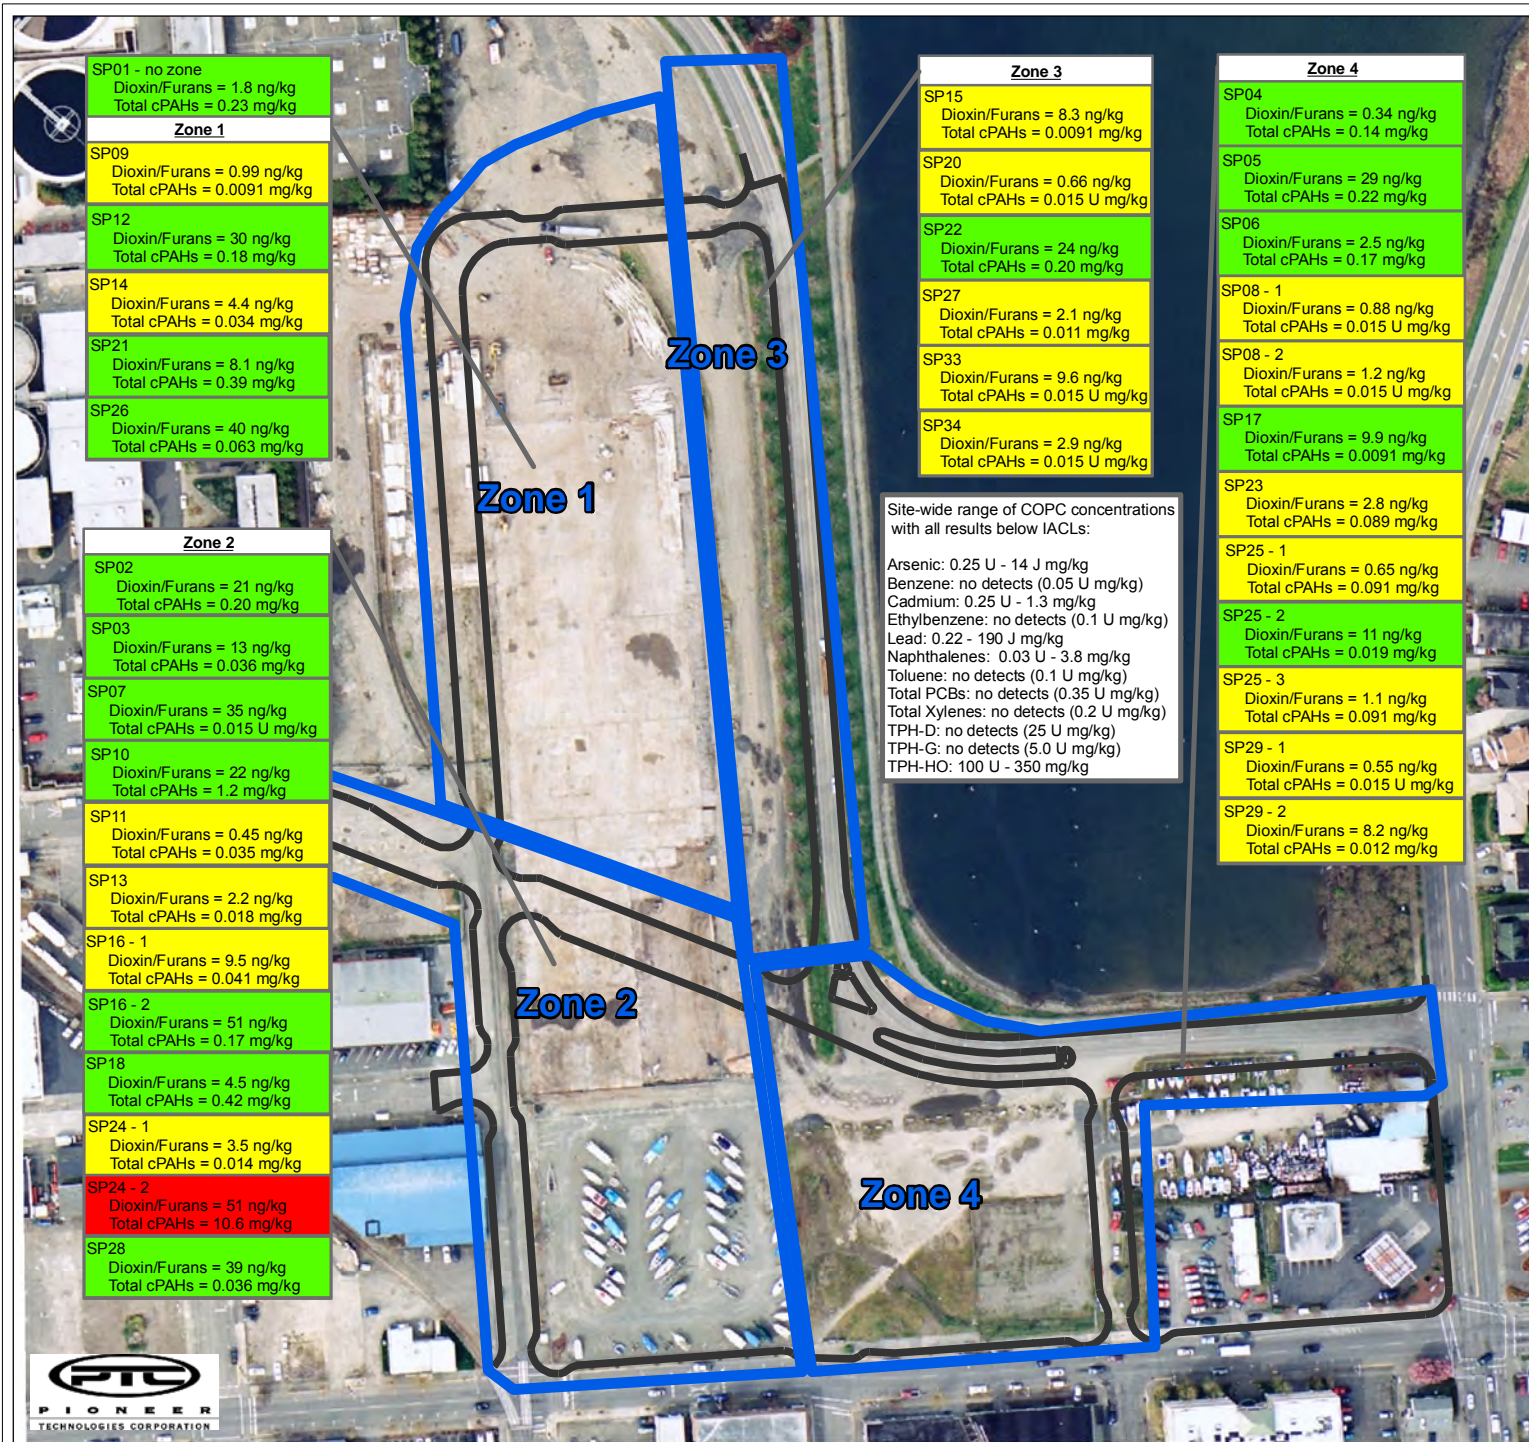 SP01 - no zone
Dioxin/Furans = 1.8 ng/kg
Total cPAHs = 0.23 mg/kg
Zone 1
SP09
Dioxin/Furans = 0.99 ng/kg
Total cPAHs = 0.0091 mg/kg
SP12
Dioxin/Furans = 30 ng/kg
Total cPAHs = 0.18 mg/kg
SP14
Dioxin/Furans = 4.4 ng/kg
Total cPAHs = 0.034 mg/kg
SP21
Dioxin/Furans = 8.1 ng/kg
Total cPAHs = 0.39 mg/kg
SP26
Dioxin/Furans = 40 ng/kg
Total cPAHs = 0.063 mg/kg
Zone 2
SP02
Dioxin/Furans = 21 ng/kg
Total cPAHs = 0.20 mg/kg
SP03
Dioxin/Furans = 13 ng/kg
Total cPAHs = 0.036 mg/kg
SP07
Dioxin/Furans = 35 ng/kg
Total cPAHs = 0.015 U mg/kg
SP10
Dioxin/Furans = 22 ng/kg
Total cPAHs = 1.2 mg/kg
SP11
Dioxin/Furans = 0.45 ng/kg
Total cPAHs = 0.035 mg/kg
SP13
Dioxin/Furans = 2.2 ng/kg
Total cPAHs = 0.018 mg/kg
SP16 - 1
Dioxin/Furans = 9.5 ng/kg
Total cPAHs = 0.041 mg/kg
SP16 - 2
Dioxin/Furans = 51 ng/kg
Total cPAHs = 0.17 mg/kg
SP18
Dioxin/Furans = 4.5 ng/kg
Total cPAHs = 0.42 mg/kg
SP24 - 1
Dioxin/Furans = 3.5 ng/kg
Total cPAHs = 0.014 mg/kg
SP24 - 2
Dioxin/Furans = 51 ng/kg
Total cPAHs = 10.6 mg/kg
SP28
Dioxin/Furans = 39 ng/kg
Total cPAHs = 0.036 mg/kg
Zone 3
SP15
Dioxin/Furans = 8.3 ng/kg
Total cPAHs = 0.0091 mg/kg
SP20
Dioxin/Furans = 0.66 ng/kg
Total cPAHs = 0.015 U mg/kg
SP22
Dioxin/Furans = 24 ng/kg
Total cPAHs = 0.20 mg/kg
SP27
Dioxin/Furans = 2.1 ng/kg
Total cPAHs = 0.011 mg/kg
SP33
Dioxin/Furans = 9.6 ng/kg
Total cPAHs = 0.015 U mg/kg
SP34
Dioxin/Furans = 2.9 ng/kg
Total cPAHs = 0.015 U mg/kg
Site-wide range of COPC concentrations
with all results below IACLs:
Arsenic: 0.25 U - 14 J mg/kg
Benzene: no detects (0.05 U mg/kg)
Cadmium: 0.25 U - 1.3 mg/kg
Ethylbenzene: no detects (0.1 U mg/kg)
Lead: 0.22 - 190 J mg/kg
Naphthalenes: 0.03 U - 3.8 mg/kg
Toluene: no detects (0.1 U mg/kg)
Total PCBs: no detects (0.35 U mg/kg)
Total Xylenes: no detects (0.2 U mg/kg)
TPH-D: no detects (25 U mg/kg)
TPH-G: no detects (5.0 U mg/kg)
TPH-HO: 100 U - 350 mg/kg
Zone 4
SP04
Dioxin/Furans = 0.34 ng/kg
Total cPAHs = 0.14 mg/kg
SP05
Dioxin/Furans = 29 ng/kg
Total cPAHs = 0.22 mg/kg
SP06
Dioxin/Furans = 2.5 ng/kg
Total cPAHs = 0.17 mg/kg
SP08 - 1
Dioxin/Furans = 0.88 ng/kg
Total cPAHs = 0.015 U mg/kg
SP08 - 2
Dioxin/Furans = 1.2 ng/kg
Total cPAHs = 0.015 U mg/kg
SP17
Dioxin/Furans = 9.9 ng/kg
Total cPAHs = 0.0091 mg/kg
SP23
Dioxin/Furans = 2.8 ng/kg
Total cPAHs = 0.089 mg/kg
SP25 - 1
Dioxin/Furans = 0.65 ng/kg
Total cPAHs = 0.091 mg/kg
SP25 - 2
Dioxin/Furans = 11 ng/kg
Total cPAHs = 0.019 mg/kg
SP25 - 3
Dioxin/Furans = 1.1 ng/kg
Total cPAHs = 0.091 mg/kg
SP29 - 1
Dioxin/Furans = 0.55 ng/kg
Total cPAHs = 0.015 U mg/kg
SP29 - 2
Dioxin/Furans = 8.2 ng/kg
Total cPAHs = 0.012 mg/kg
Zone 3
Zone 1
Zone 2
Zone 4
PTC
PIONEER
TECHNOLOGIES CORPORATION